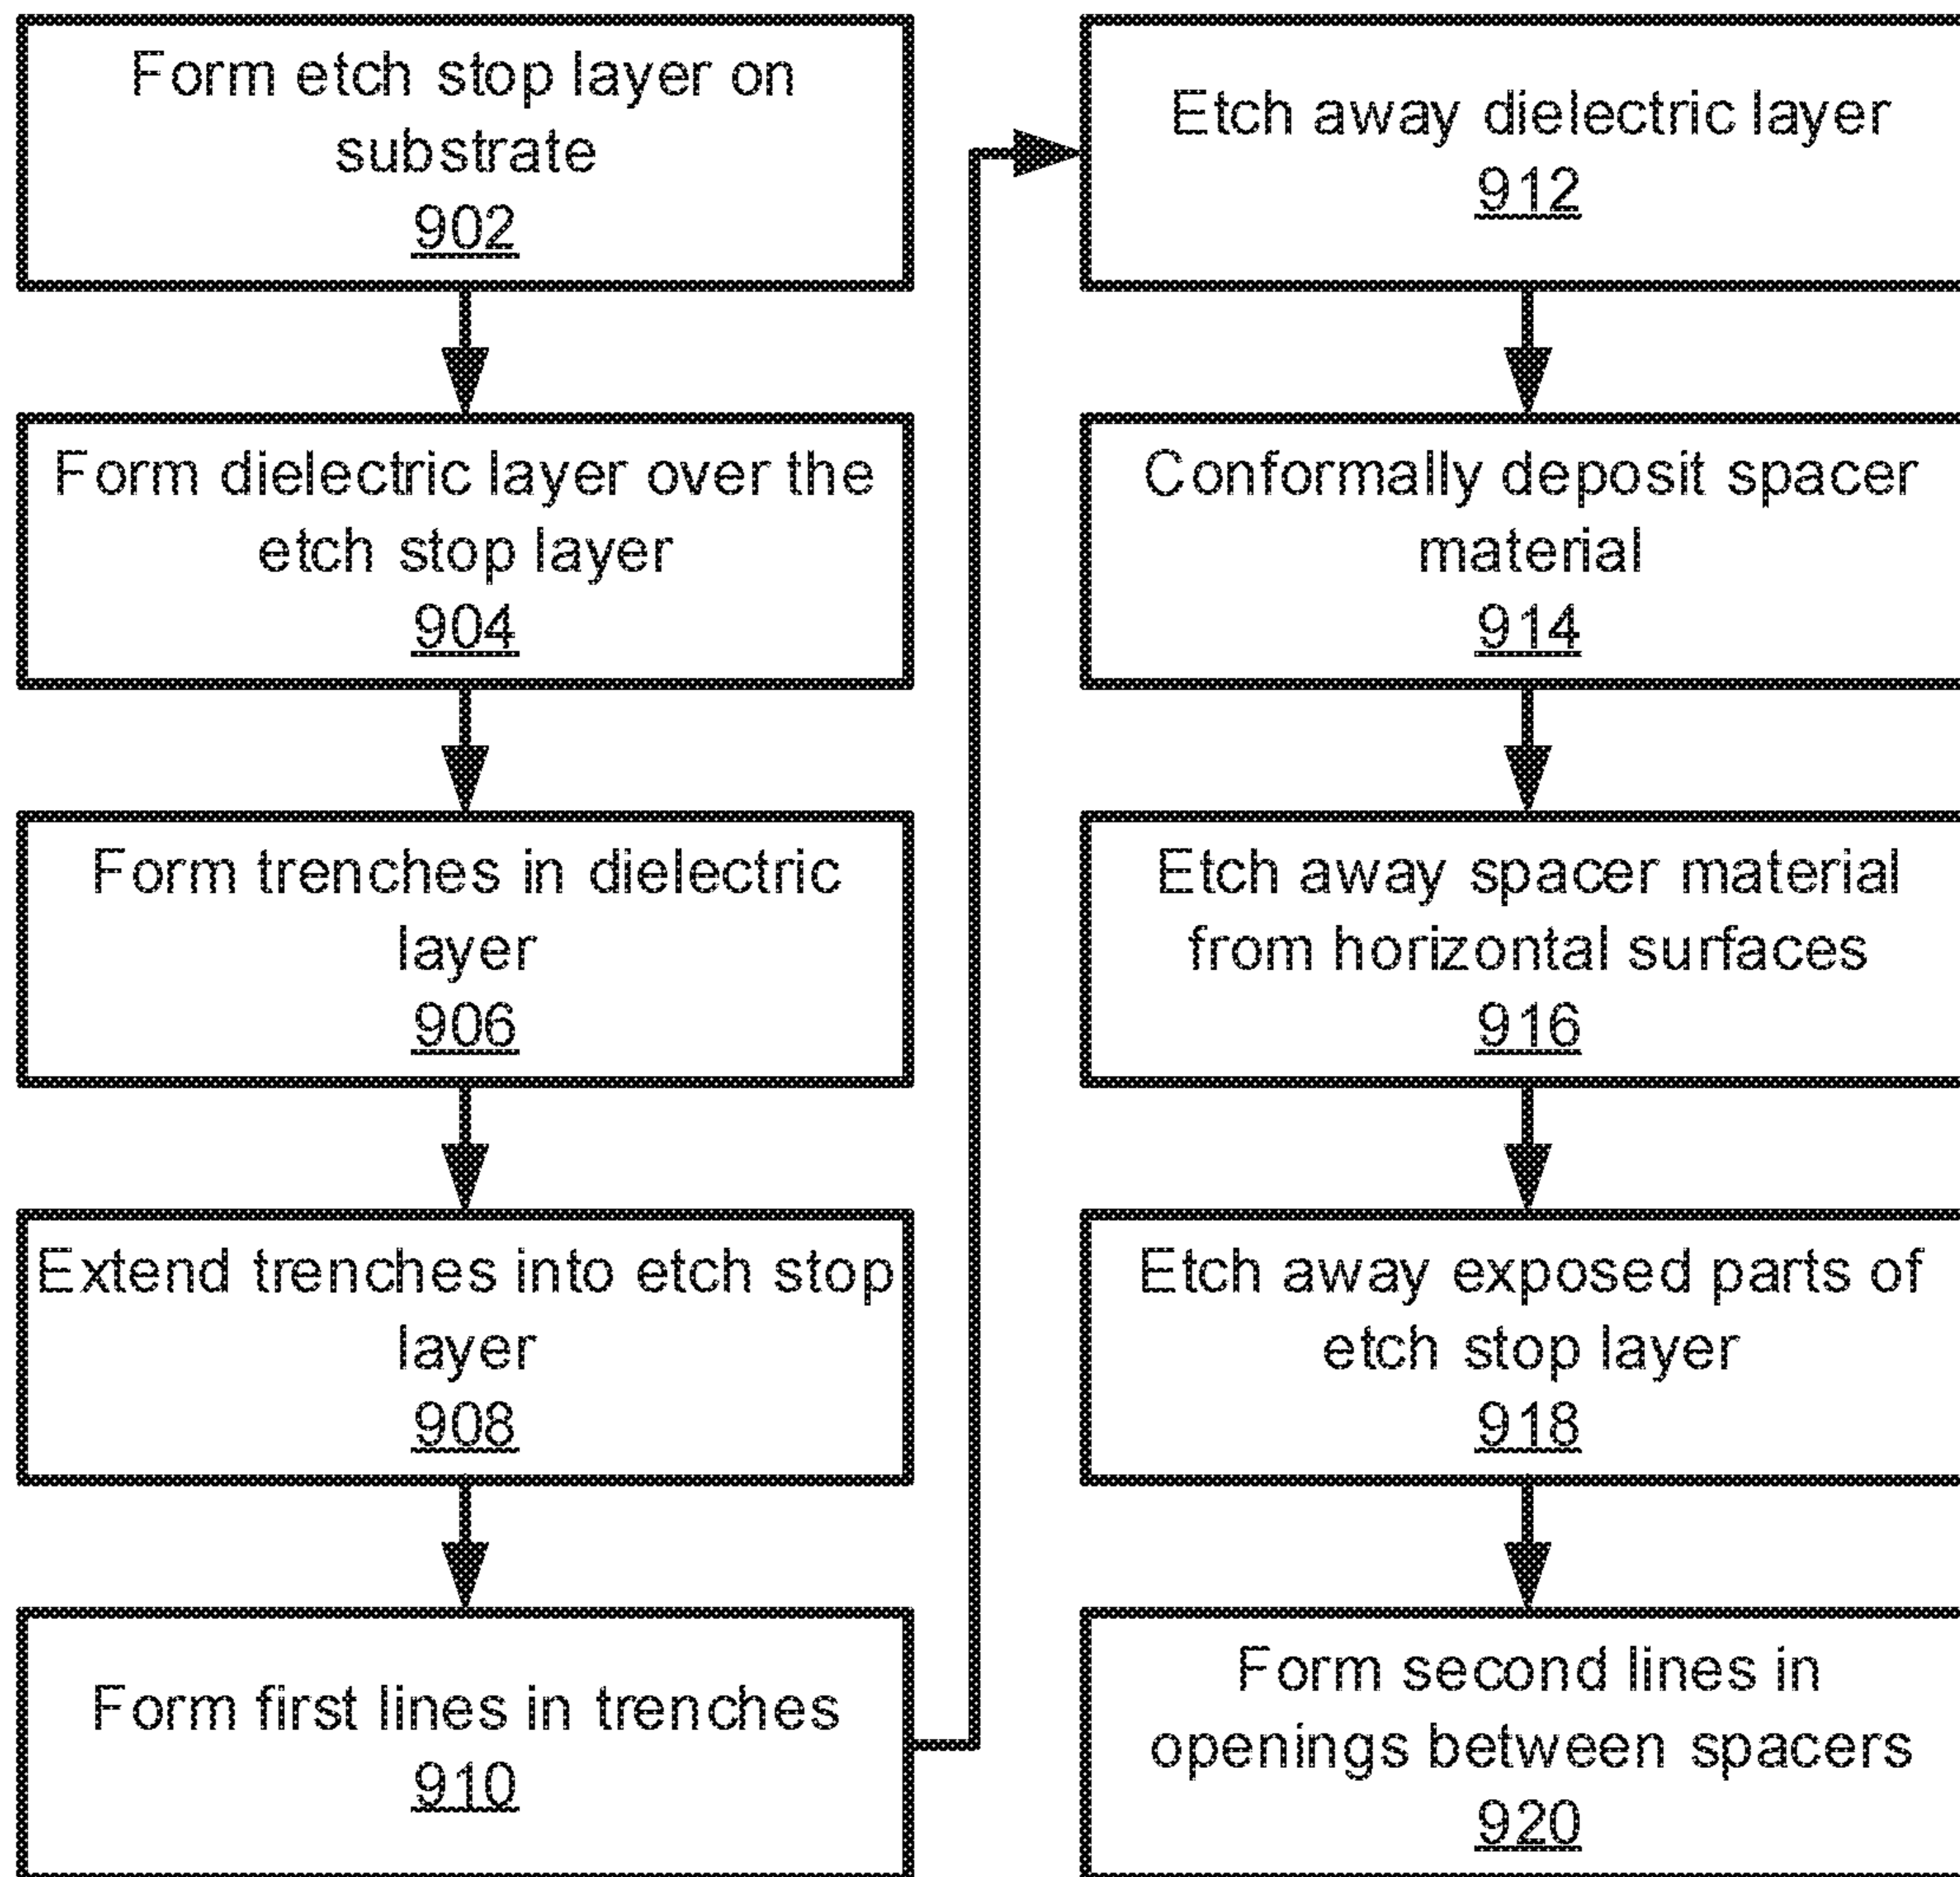 Form etch stop layer on
substrate
902
Form dielectric layer over the
etch stop layer
904
Form trenches in dielectric
layer
906
Extend trenches into etch stop
layer
908
Form first lines in trenches
910
Etch away dielectric layer
912
Conformally deposit spacer
material
914
Etch away spacer material
from horizontal surfaces
916
Etch away exposed parts of
etch stop layer
918
Form second lines in
openings between spacers
920